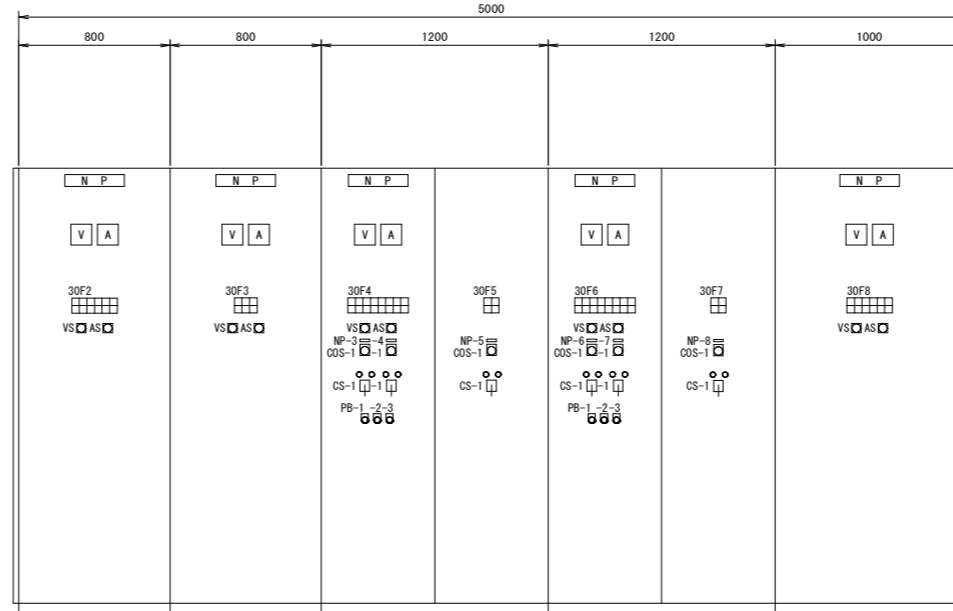 5000
800 800 1200 1200 1000
N P N P N P N P N P
V A V A V A V A V A
30F2 30F3 30F4 30F5 30F6 30F7 30F8
VS AS VS AS VS AS VS AS VS AS
NP-3 -4 NP-5 NP-6 -7 NP-8
COS-1 -1 COS-1 COS-1 -1 COS-1
CS-1 -1 CS-1 CS-1 -1 CS-1
PB-1 -2-3 PB-1 -2-3